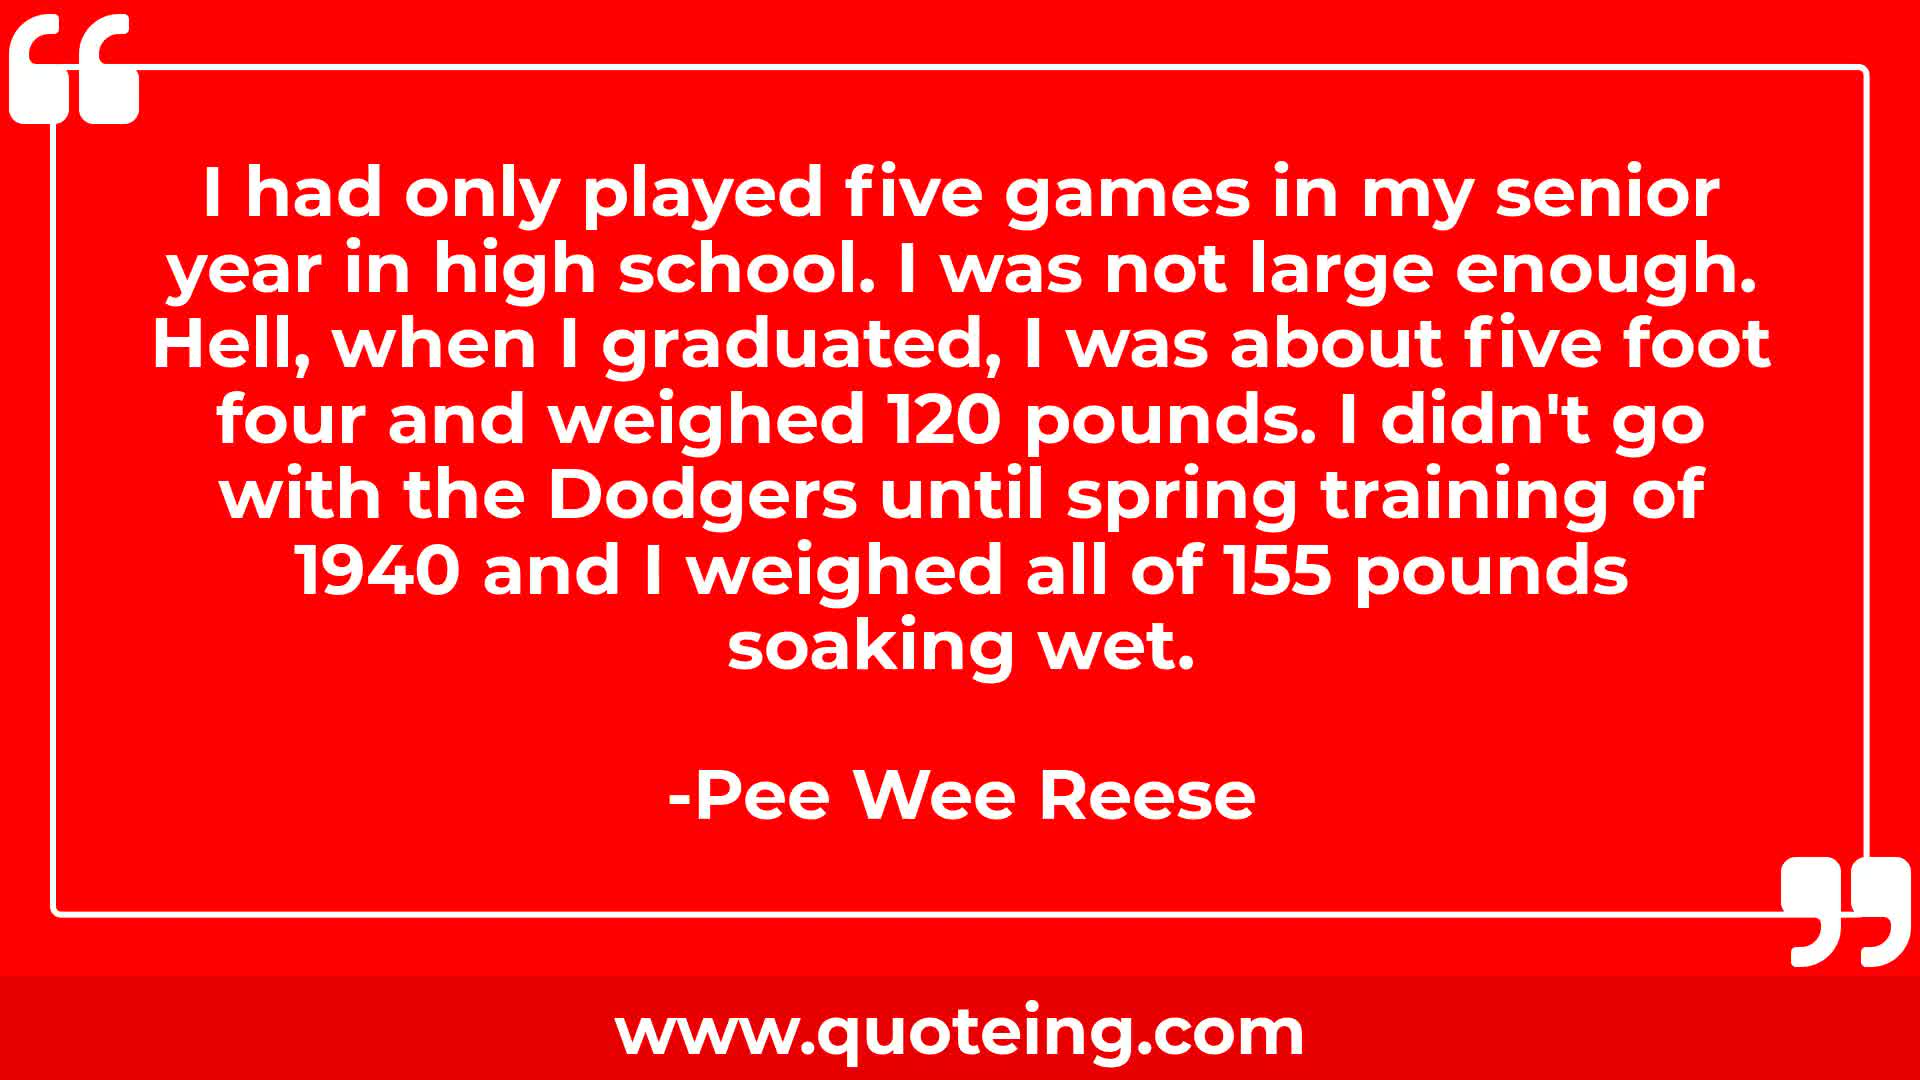 I had only played five games in my senior
year in high school. I was not large enough.
Hell, when I graduated, I was about five foot
four and weighed 120 pounds. I didn't go
with the Dodgers until spring training of
1940 and I weighed all of 155 pounds
soaking wet.
-Pee Wee Reese
www.quoteing.com